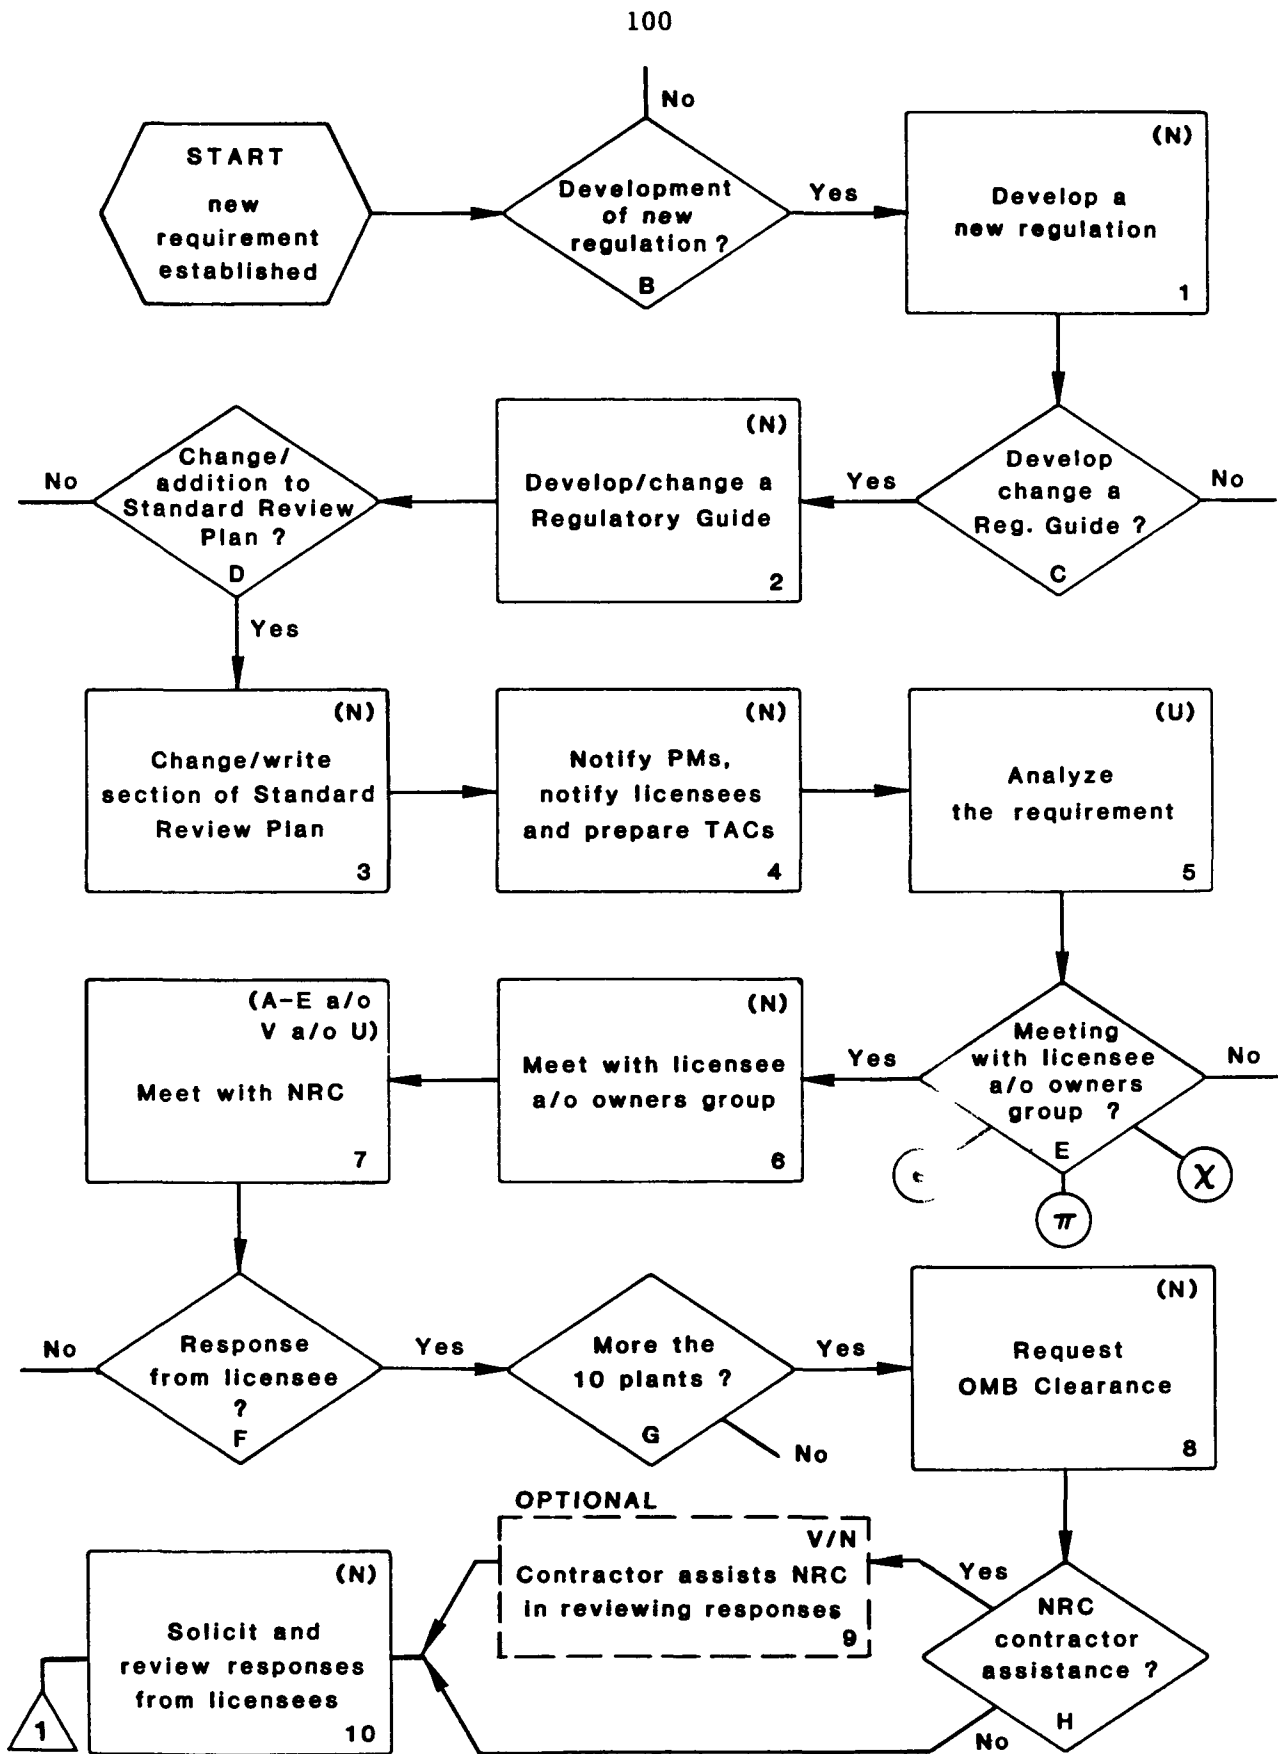 100
No
START
new
requirement
established
Development
of new
regulation ?
B
Yes
(N)
Develop a
new regulation
1
No
Change/
addition to
Standard Review
Plan ?
D
Yes
(N)
Develop/change a
Regulatory Guide
2
Yes
Develop
change a
Reg. Guide ?
C
No
(N)
Change/write
section of Standard
Review Plan
3
(N)
Notify PMs,
notify licensees
and prepare TACs
4
(U)
Analyze
the requirement
5
(A-E a/o
V a/o U)
Meet with NRC
7
(N)
Meet with licensee
a/o owners group
6
Yes
Meeting
with licensee
a/o owners
group ?
E
No
π
χ
No
Response
from licensee
?
F
Yes
More the
10 plants ?
G
No
Yes
(N)
Request
OMB Clearance
8
OPTIONAL
V/N
Contractor assists NRC
in reviewing responses
9
Yes
NRC
contractor
assistance ?
H
No
(N)
Solicit and
review responses
from licensees
10
1